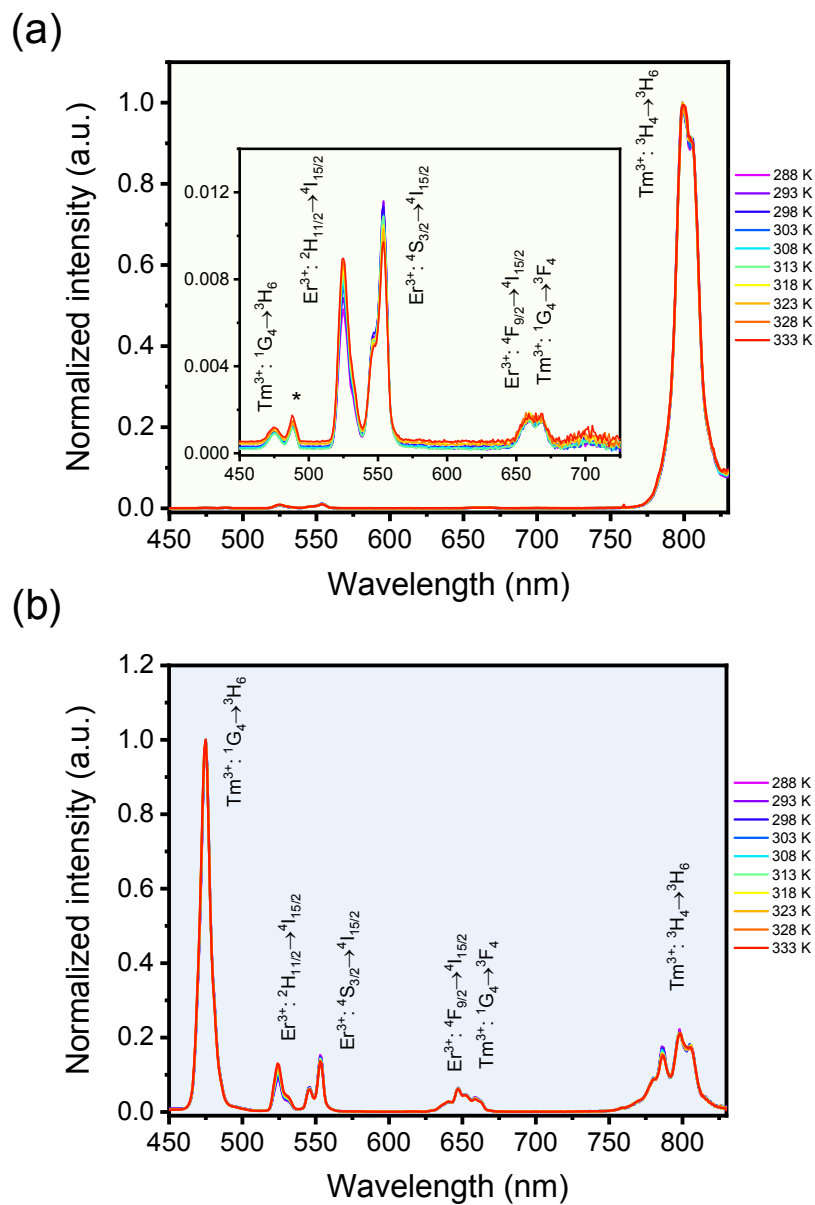 (a)
Normalized intensity (a.u.)
1.0
0.8
0.6
0.4
0.2
0.0
450 500 550 600 650 700 750 800
Wavelength (nm)
Tm³⁺: ³H₄→³H₆
0.012
0.008
0.004
0.000
450 500 550 600 650 700
Tm³⁺: ¹G₄→³H₆
*
Er³⁺: ²H₁₁/₂→⁴I₁₅/₂
Er³⁺: ⁴S₃/₂→⁴I₁₅/₂
Er³⁺: ⁴F₉/₂→⁴I₁₅/₂
Tm³⁺: ¹G₄→³F₄
288 K
293 K
298 K
303 K
308 K
313 K
318 K
323 K
328 K
333 K
(b)
Normalized intensity (a.u.)
1.2
1.0
0.8
0.6
0.4
0.2
0.0
450 500 550 600 650 700 750 800
Wavelength (nm)
Tm³⁺: ¹G₄→³H₆
Er³⁺: ²H₁₁/₂→⁴I₁₅/₂
Er³⁺: ⁴S₃/₂→⁴I₁₅/₂
Er³⁺: ⁴F₉/₂→⁴I₁₅/₂
Tm³⁺: ¹G₄→³F₄
Tm³⁺: ³H₄→³H₆
288 K
293 K
298 K
303 K
308 K
313 K
318 K
323 K
328 K
333 K